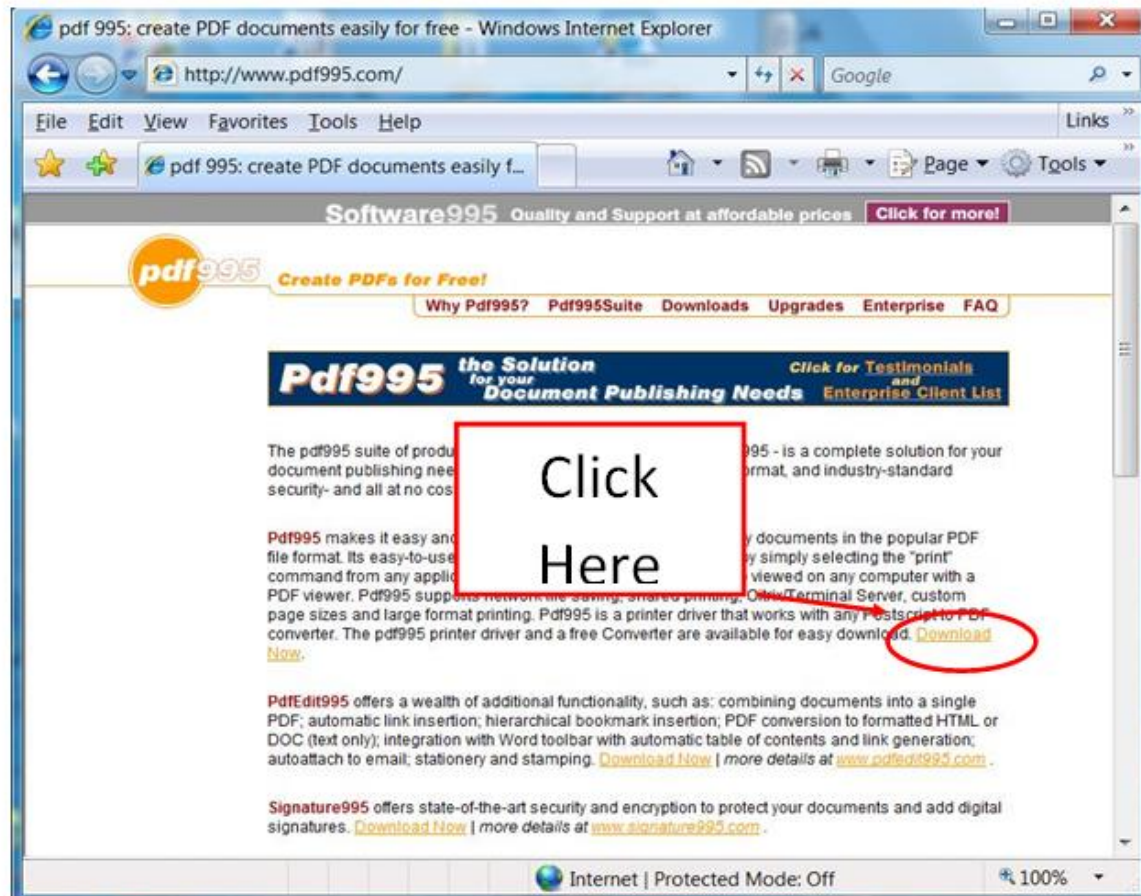 pdf 995: create PDF documents easily for free - Windows Internet Explorer
http://www.pdf995.com/ Google
File Edit View Favorites Tools Help Links
pdf 995: create PDF documents easily f... Page Tools
Software995 Quality and Support at affordable prices Click for more!
pdf995 Create PDFs for Free!
Why Pdf995? Pdf995Suite Downloads Upgrades Enterprise FAQ
Pdf995 the Solution for your Document Publishing Needs Click for Testimonials and Enterprise Client List
The pdf995 suite of produ 995 - is a complete solution for your
document publishing nee ormat, and industry-standard
security- and all at no cos
Click
Here
Pdf995 makes it easy and y documents in the popular PDF
file format. Its easy-to-use by simply selecting the "print"
command from any applic viewed on any computer with a
PDF viewer. Pdf995 supports network file saving, shared printing, Citrix/Terminal Server, custom
page sizes and large format printing. Pdf995 is a printer driver that works with any Postscript to PDF
converter. The pdf995 printer driver and a free Converter are available for easy download. Download
Now.
PdfEdit995 offers a wealth of additional functionality, such as: combining documents into a single
PDF; automatic link insertion; hierarchical bookmark insertion; PDF conversion to formatted HTML or
DOC (text only); integration with Word toolbar with automatic table of contents and link generation;
autoattach to email; stationery and stamping. Download Now | more details at www.pdfedit995.com .
Signature995 offers state-of-the-art security and encryption to protect your documents and add digital
signatures. Download Now | more details at www.signature995.com .
Internet | Protected Mode: Off 100%